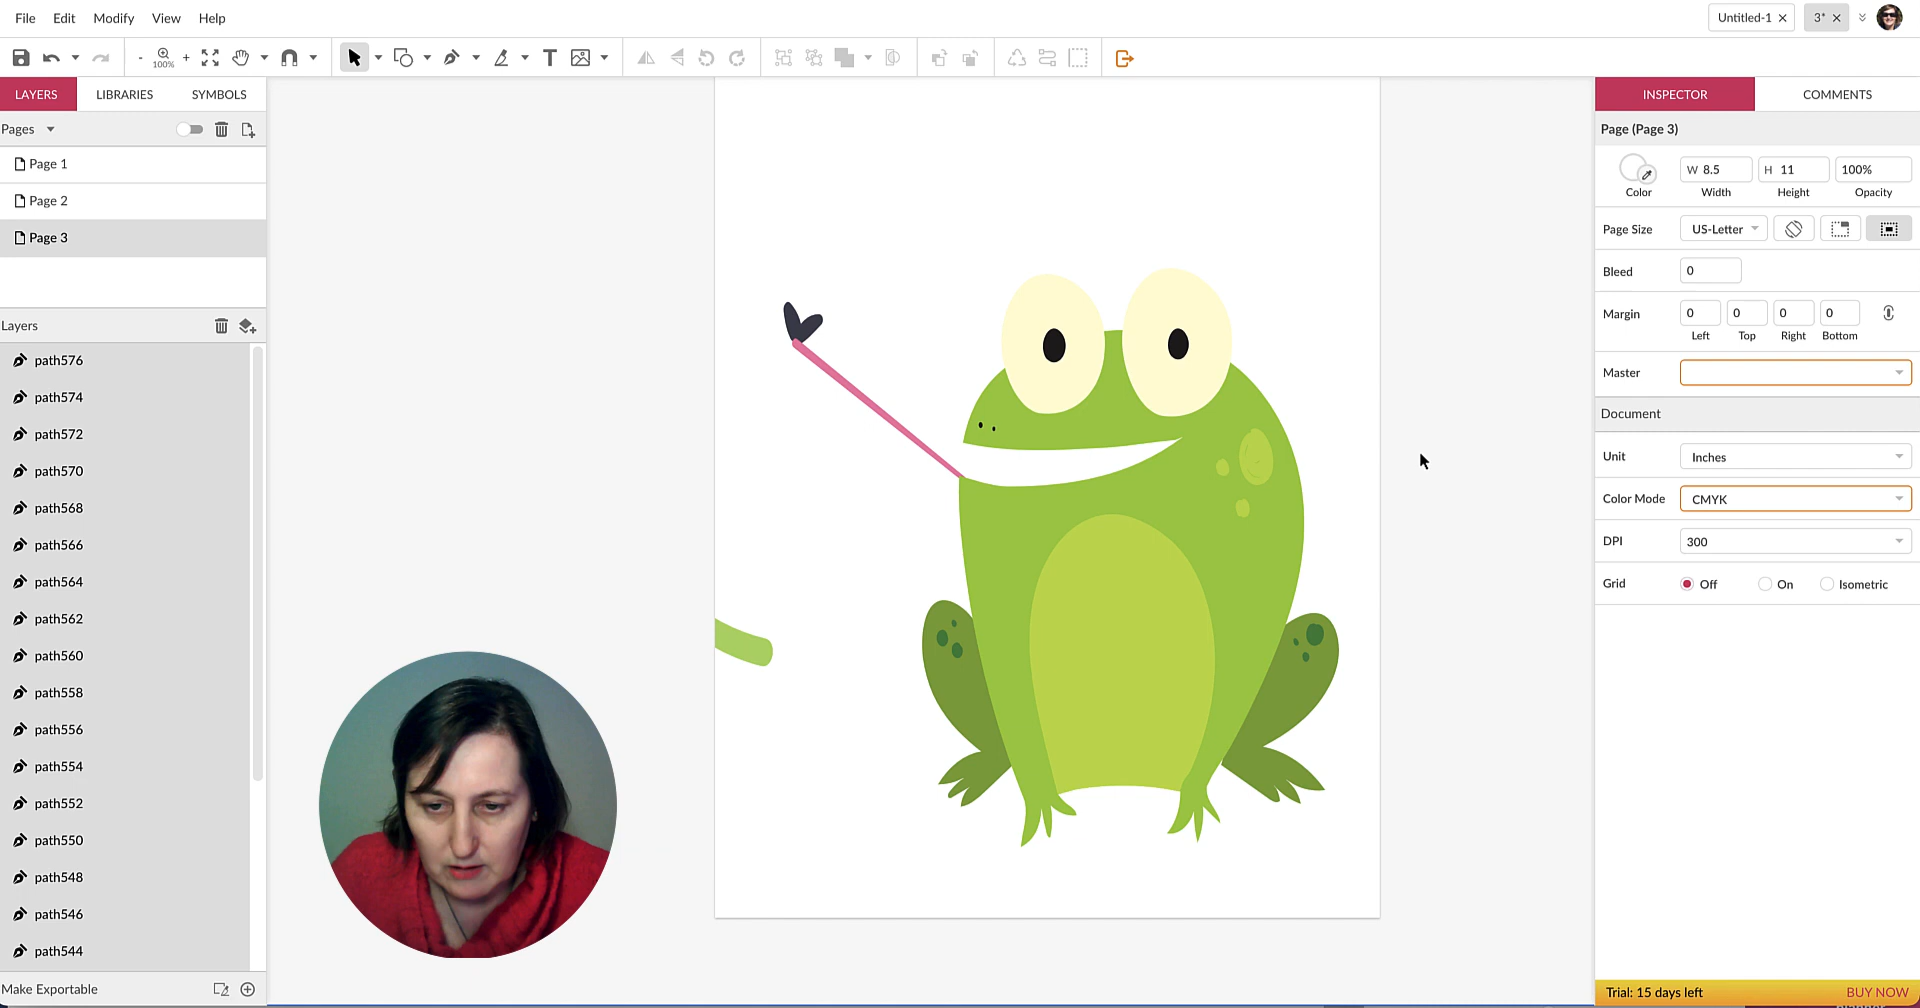 File Edit Modify View Help
Untitled-1 ×
3* ×
- 100% +
T
LAYERS LIBRARIES SYMBOLS
Pages
Page 1
Page 2
Page 3
Layers
path576
path574
path572
path570
path568
path566
path564
path562
path560
path558
path556
path554
path552
path550
path548
path546
path544
Make Exportable
INSPECTOR COMMENTS
Page (Page 3)
W 8.5 H 11 100%
Color Width Height Opacity
Page Size US-Letter
Bleed 0
Margin 0 0 0 0
Left Top Right Bottom
Master
Document
Unit Inches
Color Mode CMYK
DPI 300
Grid Off On Isometric
Trial: 15 days left BUY NOW